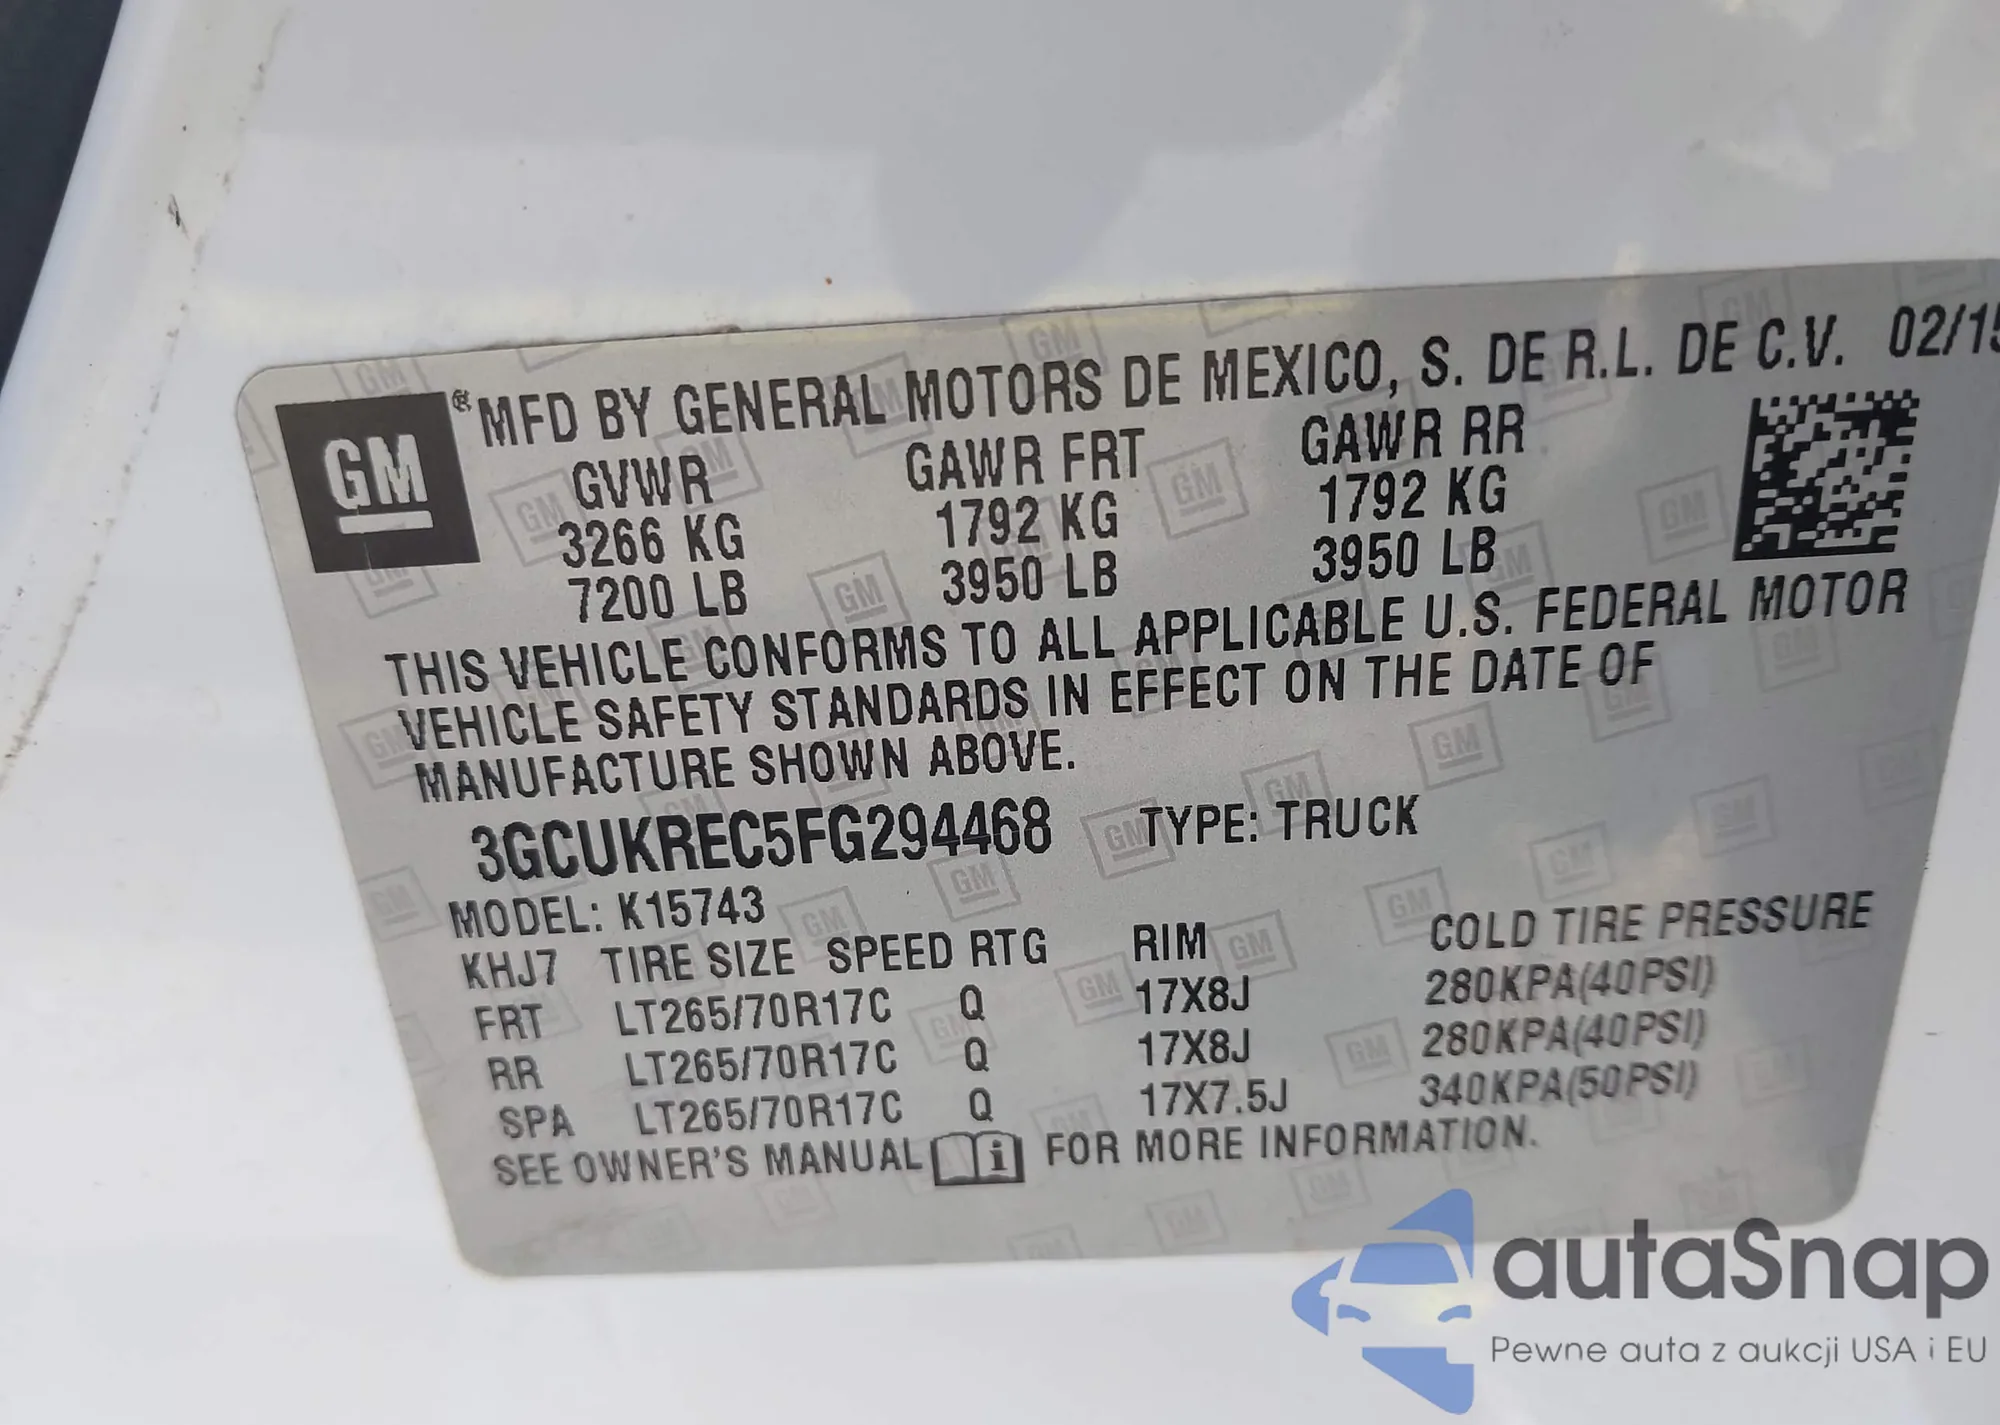 GM ® MFD BY GENERAL MOTORS DE MEXICO, S. DE R.L. DE C.V. 02/15
GVWR GAWR FRT GAWR RR
3266 KG 1792 KG 1792 KG
7200 LB 3950 LB 3950 LB
THIS VEHICLE CONFORMS TO ALL APPLICABLE U.S. FEDERAL MOTOR
VEHICLE SAFETY STANDARDS IN EFFECT ON THE DATE OF
MANUFACTURE SHOWN ABOVE.
3GCUKREC5FG294468 TYPE: TRUCK
MODEL: K15743
KHJ7 TIRE SIZE SPEED RTG RIM COLD TIRE PRESSURE
FRT LT265/70R17C Q 17X8J 280KPA(40PSI)
RR LT265/70R17C Q 17X8J 280KPA(40PSI)
SPA LT265/70R17C Q 17X7.5J 340KPA(50PSI)
SEE OWNER'S MANUAL i FOR MORE INFORMATION.
autaSnap
Pewne auta z aukcji USA i EU